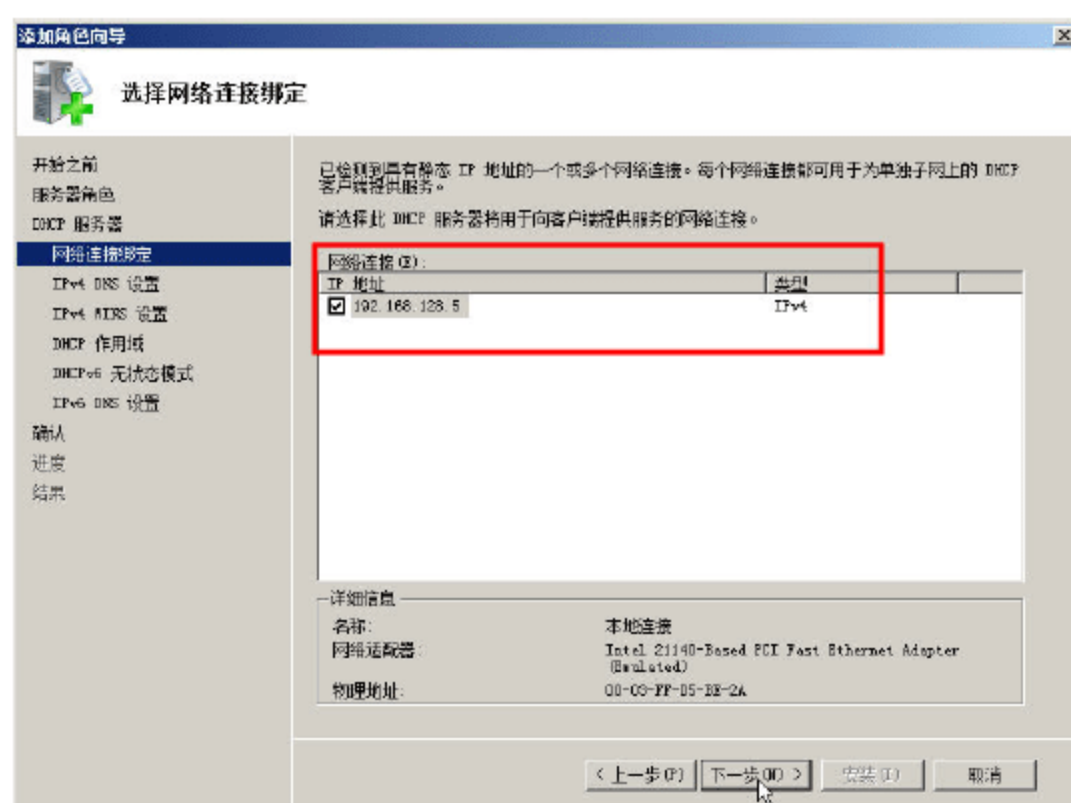 添加角色向导
选择网络连接绑定
开始之前
服务器角色
DHCP 服务器
网络连接绑定
IPv4 DNS 设置
IPv4 WINS 设置
DHCP 作用域
DHCPv6 无状态模式
IPv6 DNS 设置
确认
进度
结果
已检测到具有静态 IP 地址的一个或多个网络连接。每个网络连接都可用于为单独子网上的 DHCP
客户端提供服务。
请选择此 DHCP 服务器将用于向客户端提供服务的网络连接。
网络连接(E):
IP 地址 类型
192.168.128.5 IPv4
详细信息
名称: 本地连接
网络适配器: Intel 21140-Based PCI Fast Ethernet Adapter
(Emulated)
物理地址: 00-03-FF-05-BE-2A
< 上一步(P) 下一步(N) > 安装(I) 取消